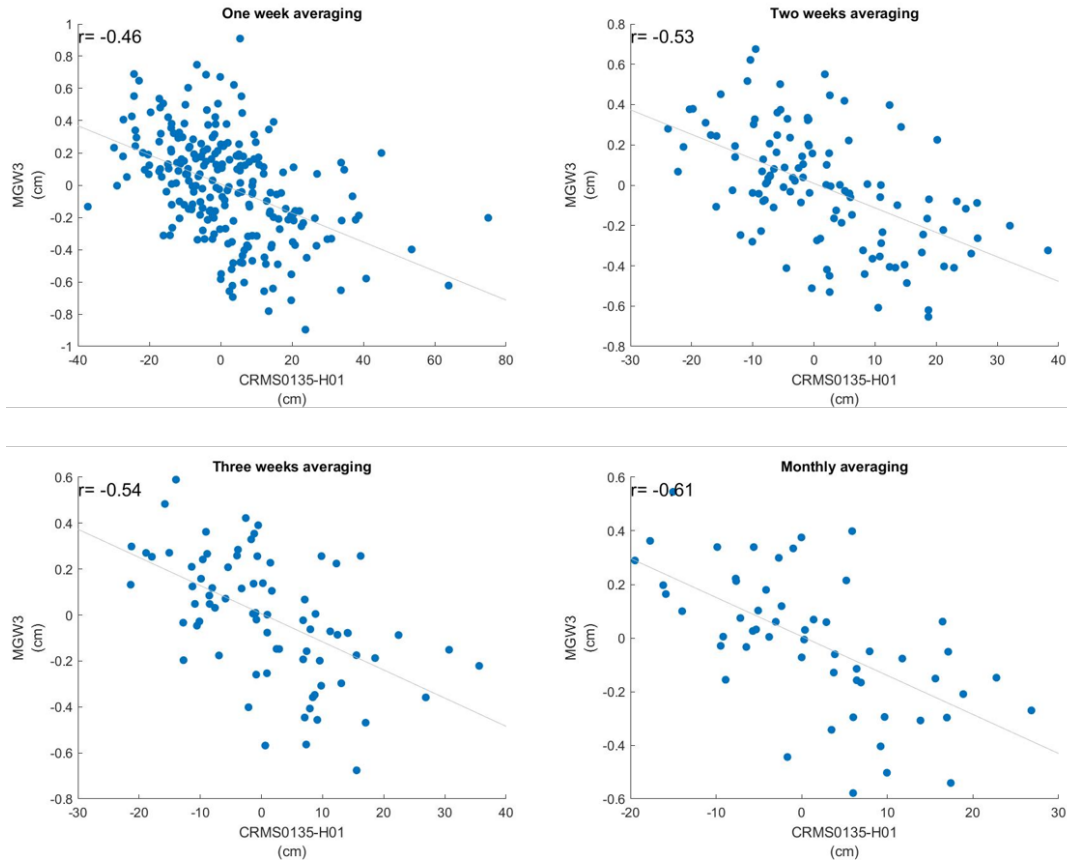 One week averaging
r= -0.46
1
0.8
0.6
0.4
0.2
0
-0.2
-0.4
-0.6
-0.8
-1
MGW3
(cm)
-40 -20 0 20 40 60 80
CRMS0135-H01
(cm)
Two weeks averaging
r= -0.53
0.8
0.6
0.4
0.2
0
-0.2
-0.4
-0.6
-0.8
MGW3
(cm)
-30 -20 -10 0 10 20 30 40
CRMS0135-H01
(cm)
Three weeks averaging
r= -0.54
0.6
0.4
0.2
0
-0.2
-0.4
-0.6
-0.8
MGW3
(cm)
-30 -20 -10 0 10 20 30 40
CRMS0135-H01
(cm)
Monthly averaging
r= -0.61
0.6
0.4
0.2
0
-0.2
-0.4
-0.6
MGW3
(cm)
-20 -10 0 10 20 30
CRMS0135-H01
(cm)